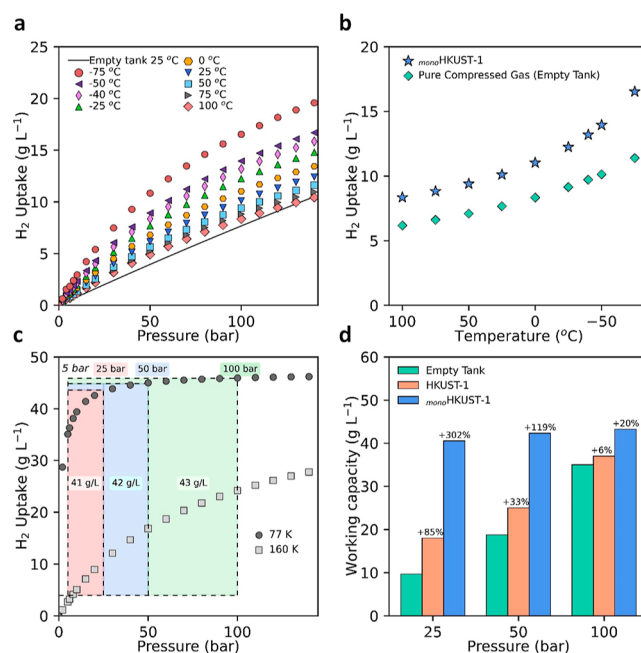 a
25
20
15
10
5
0
H₂ Uptake (g L⁻¹)
Empty tank 25 °C
-75 °C
-50 °C
-40 °C
-25 °C
0 °C
25 °C
50 °C
75 °C
100 °C
0
50
100
Pressure (bar)
b
20
15
10
5
0
H₂ Uptake (g L⁻¹)
monoHKUST-1
Pure Compressed Gas (Empty Tank)
100
50
0
−50
Temperature (°C)
c
50
40
30
20
10
0
H₂ Uptake (g L⁻¹)
5 bar
25 bar
50 bar
100 bar
41 g/L
42 g/L
43 g/L
77 K
160 K
0
50
100
Pressure (bar)
d
60
50
40
30
20
10
0
Working capacity (g L⁻¹)
Empty Tank
HKUST-1
monoHKUST-1
+85%
+302%
+33%
+119%
+6%
+20%
25
50
100
Pressure (bar)